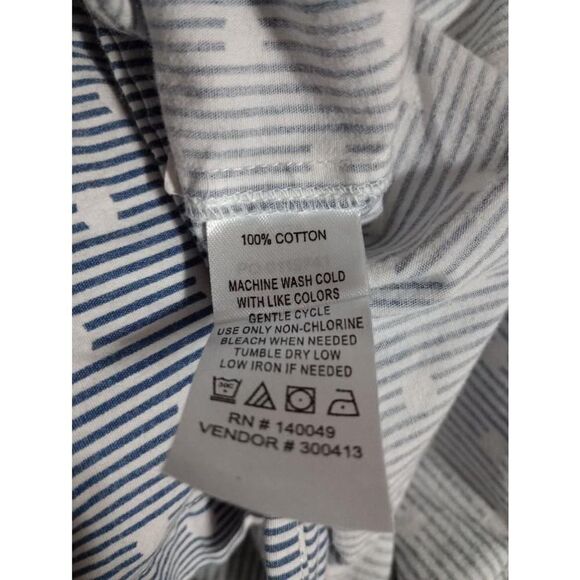 100% COTTON
MACHINE WASH COLD
WITH LIKE COLORS
GENTLE CYCLE
USE ONLY NON-CHLORINE
BLEACH WHEN NEEDED
TUMBLE DRY LOW
LOW IRON IF NEEDED
RN # 140049
VENDOR # 300413